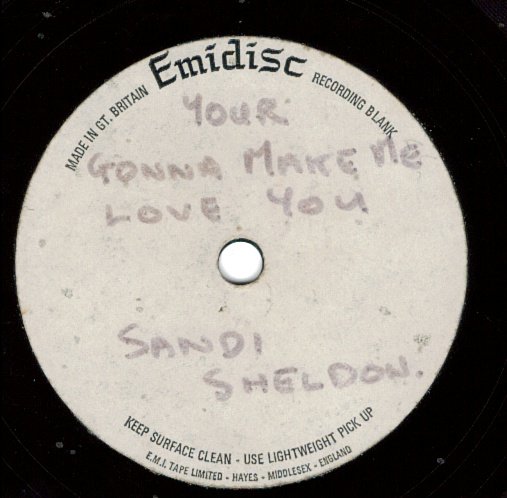 Emidisc
MADE IN GT. BRITAIN
RECORDING BLANK
YOUR
GONNA MAKE ME
LOVE YOU
SANDI
SHELDON.
KEEP SURFACE CLEAN - USE LIGHTWEIGHT PICK UP
E.M.I. TAPE LIMITED - HAYES - MIDDLESEX - ENGLAND